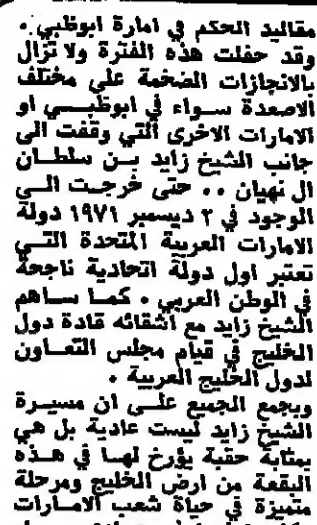 مقاليد الحكم في امارة ابوظبي .
وقد حفلت هذه الفترة ولا تزال
بالانجازات الضخمة على مختلف
الاصعدة سواء في ابوظبي او
الامارات الاخرى التي وقفت الى
جانب الشيخ زايد بن سلطان
ال نهيان .. حتى خرجت الى
الوجود في ٢ ديسمبر ١٩٧١ دولة
الامارات العربية المتحدة التي
تعتبر اول دولة اتحادية ناجحة
في الوطن العربي . كما ساهم
الشيخ زايد مع اشقائه قادة دول
الخليج في قيام مجلس التعاون
لدول الخليج العربية .
ويجمع الجميع على ان مسيرة
الشيخ زايد ليست عادية بل هي
بمثابة حقبة يؤرخ لها في هذه
البقعة من ارض الخليج ومرحلة
متميزة في حياة شعب الامارات